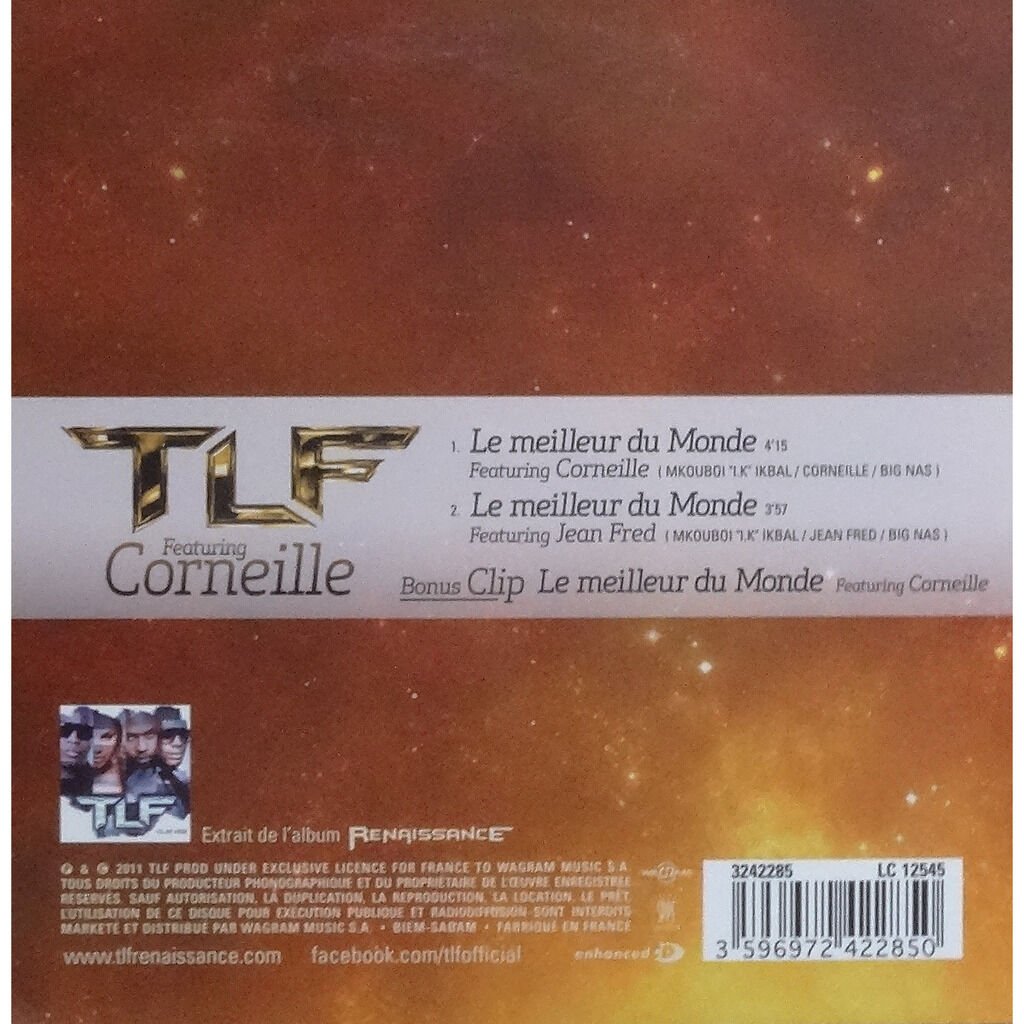 TLF
Featuring
Corneille
1. Le meilleur du Monde 4'15
Featuring Corneille ( MKOUBOI "I.K" IKBAL / CORNEILLE / BIG NAS )
2. Le meilleur du Monde 3'57
Featuring Jean Fred ( MKOUBOI "I.K" IKBAL / JEAN FRED / BIG NAS )
Bonus Clip Le meilleur du Monde Featuring Corneille
TLF
Extrait de l'album RENAISSANCE
℗ & © 2011 TLF PROD UNDER EXCLUSIVE LICENCE FOR FRANCE TO WAGRAM MUSIC S.A.
TOUS DROITS DU PRODUCTEUR PHONOGRAPHIQUE ET DU PROPRIETAIRE DE L'ŒUVRE ENREGISTREE
RESERVES. SAUF AUTORISATION, LA DUPLICATION, LA REPRODUCTION, LA LOCATION, LE PRET,
L'UTILISATION DE CE DISQUE POUR EXECUTION PUBLIQUE ET RADIODIFFUSION SONT INTERDITS
MARKETE ET DISTRIBUE PAR WAGRAM MUSIC S.A. • BIEM-SABAM • FABRIQUE EN FRANCE
www.tlfrenaissance.com facebook.com/tlfofficial enhanced
3242285 LC 12545
3 596972 422850